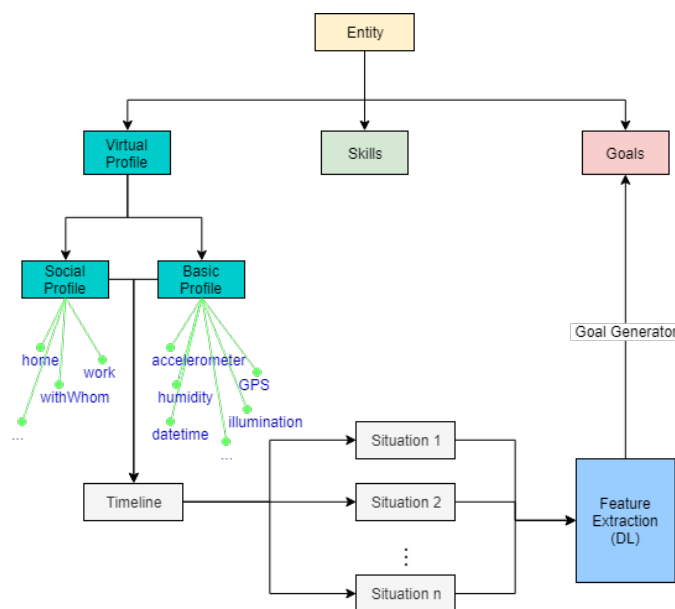 Entity
Virtual
Profile
Skills
Goals
Social
Profile
Basic
Profile
Goal Generator
home
work
withWhom
...
accelerometer
GPS
humidity
illumination
datetime
...
Situation 1
Timeline
Situation 2
Feature
Extraction
(DL)
⋮
Situation n